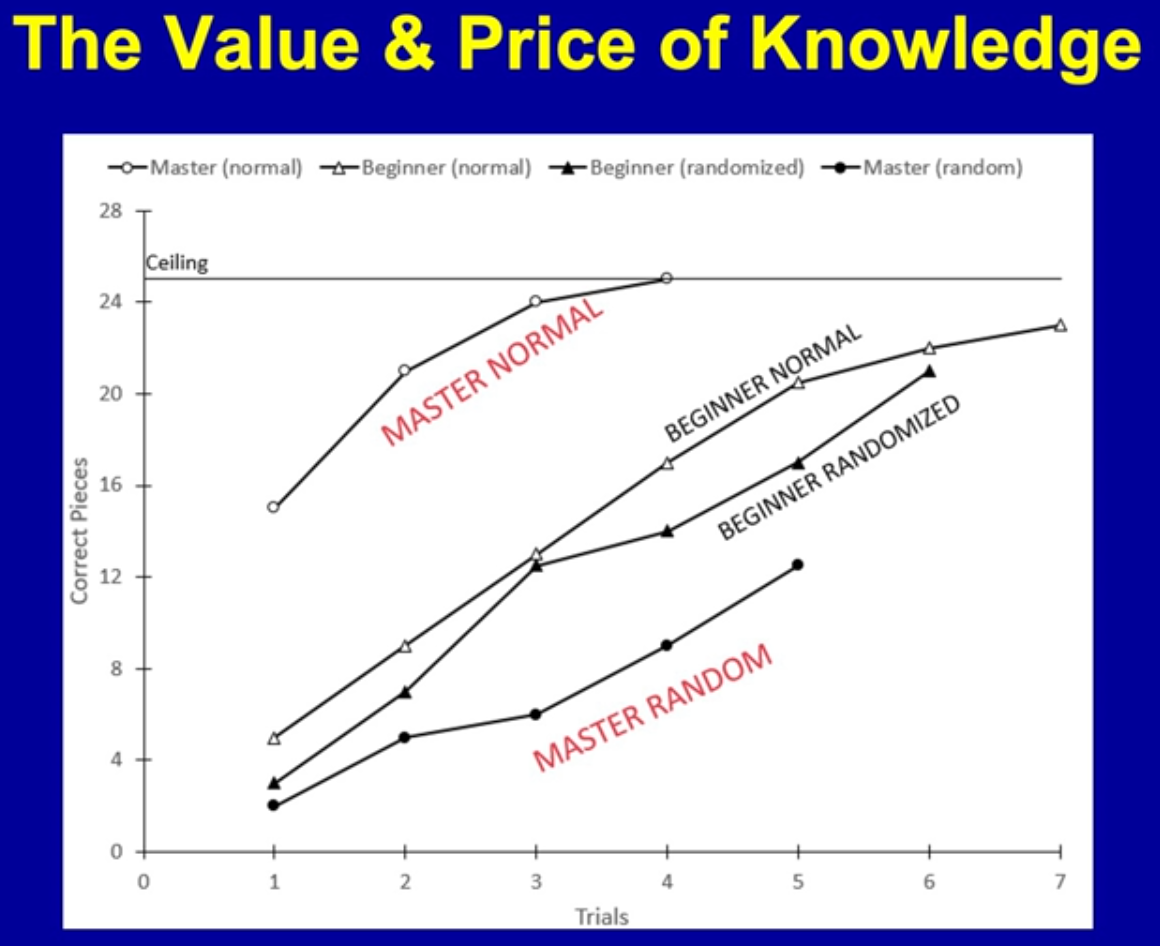 The Value & Price of Knowledge
Master (normal) Beginner (normal) Beginner (randomized) Master (random)
28
Ceiling
24
MASTER NORMAL
BEGINNER NORMAL
20
BEGINNER RANDOMIZED
16
Correct Pieces
12
8
MASTER RANDOM
4
0
0 1 2 3 4 5 6 7
Trials